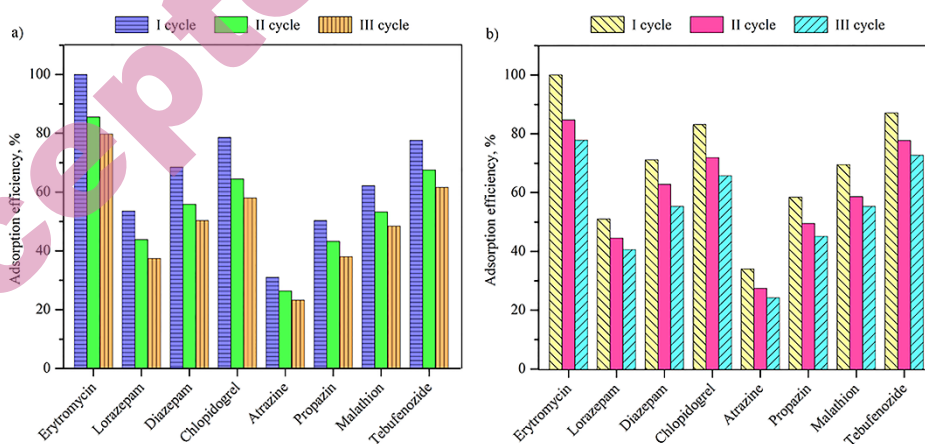 a)
I cycle II cycle III cycle
Adsorption efficiency, %
100
80
60
40
20
0
Erytromycin
Lorazepam
Diazepam
Chlopidogrel
Atrazine
Propazin
Malathion
Tebufenozide
b)
I cycle II cycle III cycle
Adsorption efficiency, %
100
80
60
40
20
0
Erytromycin
Lorazepam
Diazepam
Chlopidogrel
Atrazine
Propazin
Malathion
Tebufenozide